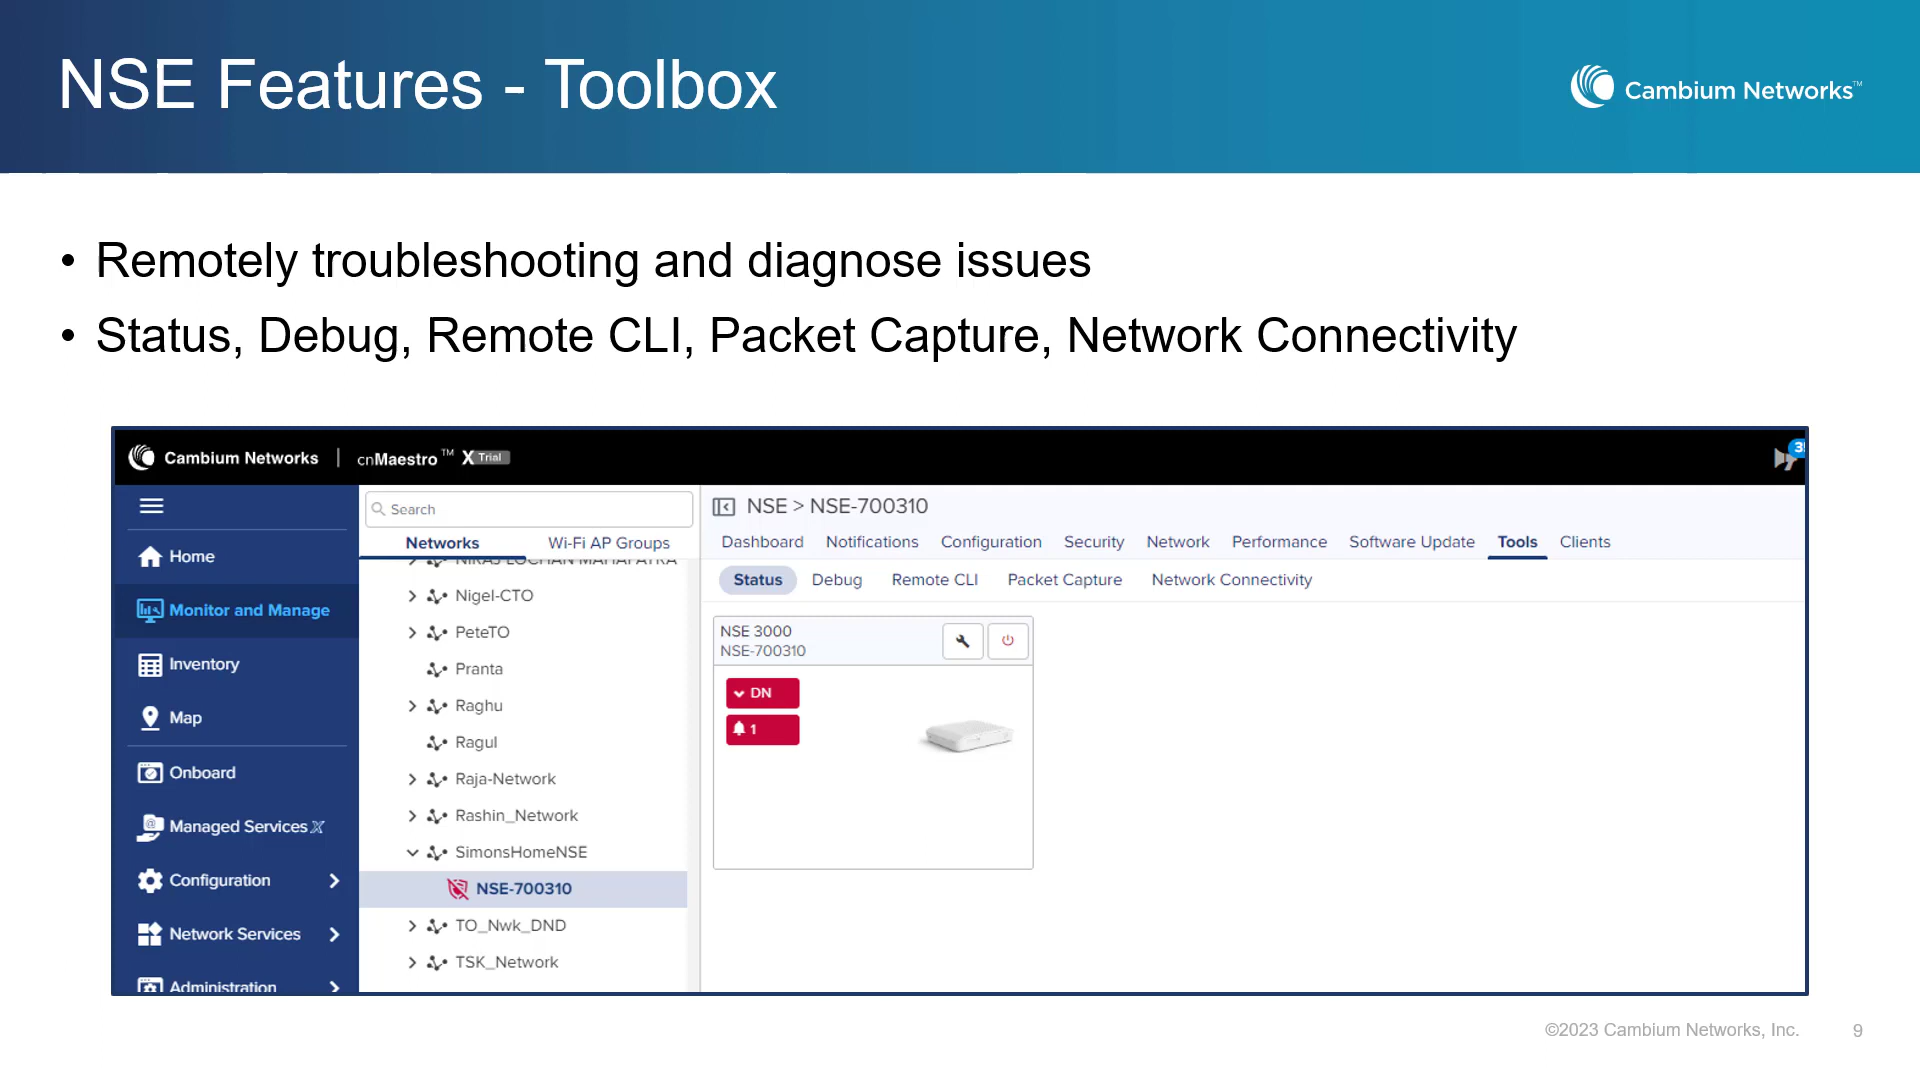 NSE Features - Toolbox
Cambium Networks™
• Remotely troubleshooting and diagnose issues
• Status, Debug, Remote CLI, Packet Capture, Network Connectivity
Cambium Networks | cnMaestro™ X Trial
3
Search
NSE > NSE-700310
Networks Wi-Fi AP Groups
Dashboard Notifications Configuration Security Network Performance Software Update Tools Clients
Status Debug Remote CLI Packet Capture Network Connectivity
Home
Monitor and Manage
Inventory
Map
Onboard
Managed Services X
Configuration
Network Services
Administration
NIRAJ LOCHAN MAHAPATRA
Nigel-CTO
PeteTO
Pranta
Raghu
Ragul
Raja-Network
Rashin_Network
SimonsHomeNSE
NSE-700310
TO_Nwk_DND
TSK_Network
NSE 3000
NSE-700310
DN
1
©2023 Cambium Networks, Inc. 9